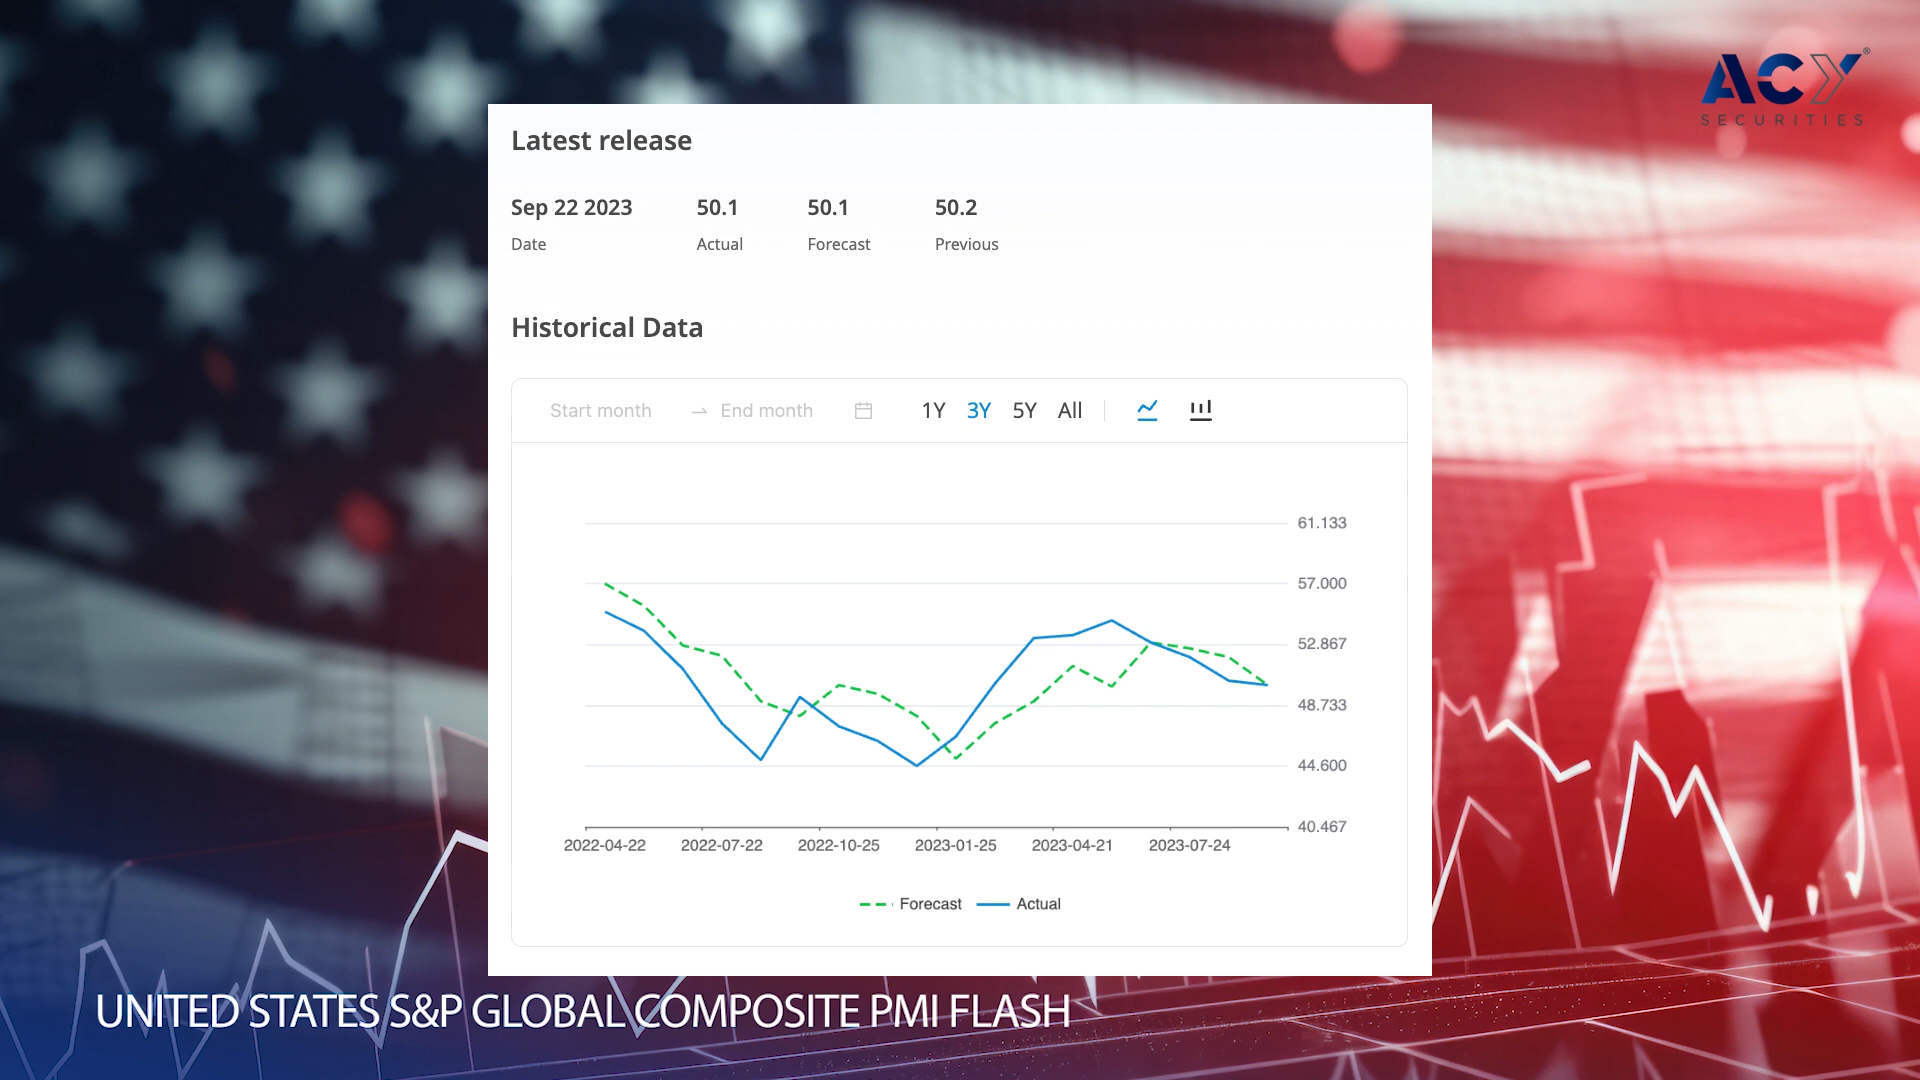 ACY®
SECURITIES
Latest release
Sep 22 2023 50.1 50.1 50.2
Date Actual Forecast Previous
Historical Data
Start month → End month 1Y 3Y 5Y All
61.133
57.000
52.867
48.733
44.600
40.467
2022-04-22 2022-07-22 2022-10-25 2023-01-25 2023-04-21 2023-07-24
Forecast Actual
UNITED STATES S&P GLOBAL COMPOSITE PMI FLASH